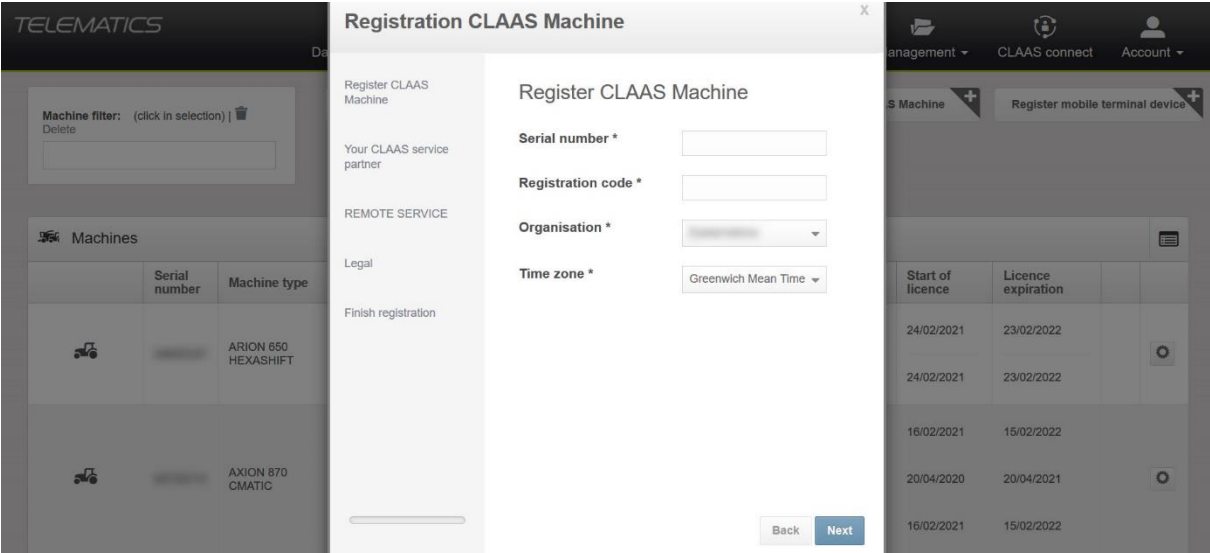 TELEMATICS
Da
anagement
CLAAS connect
Account
Machine filter: (click in selection) |
Delete
S Machine
Register mobile terminal device
Machines
Serial number
Machine type
Start of licence
Licence expiration
ARION 650
HEXASHIFT
24/02/2021
23/02/2022
24/02/2021
23/02/2022
AXION 870
CMATIC
16/02/2021
15/02/2022
20/04/2020
20/04/2021
16/02/2021
15/02/2022
Registration CLAAS Machine
X
Register CLAAS
Machine
Your CLAAS service
partner
REMOTE SERVICE
Legal
Finish registration
Register CLAAS Machine
Serial number *
Registration code *
Organisation *
Time zone *
Greenwich Mean Time
Back
Next